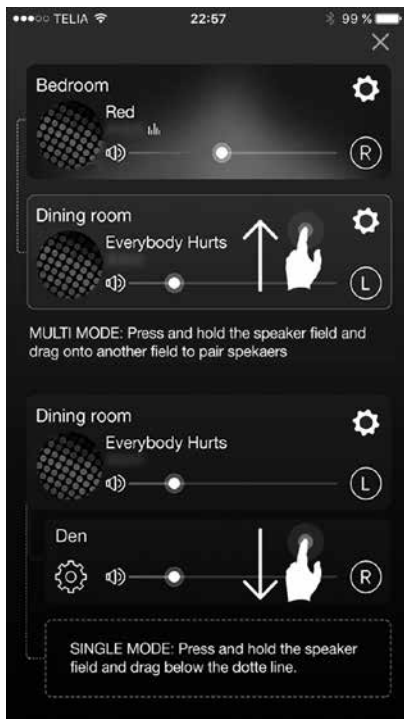 TELIA 22:57 99 %
Bedroom
Red
R
Dining room
Everybody Hurts
L
MULTI MODE: Press and hold the speaker field and
drag onto another field to pair spekaers
Dining room
Everybody Hurts
L
Den
R
SINGLE MODE: Press and hold the speaker
field and drag below the dotte line.